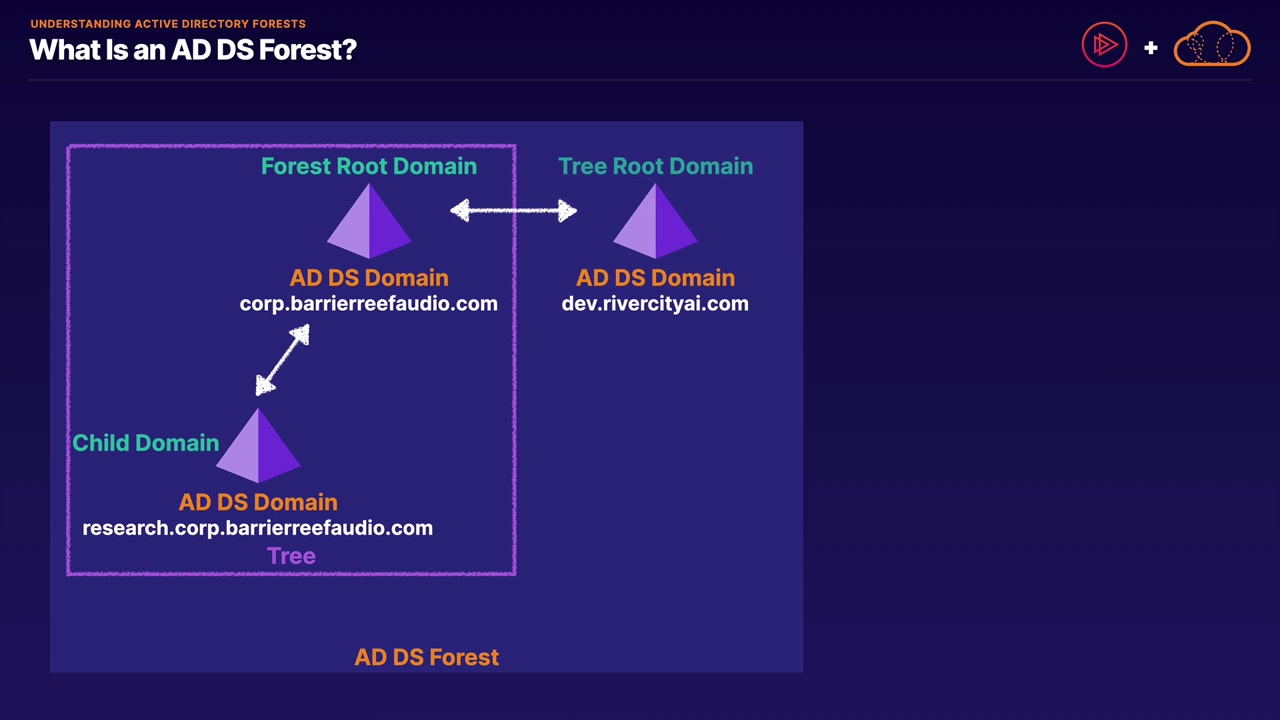 UNDERSTANDING ACTIVE DIRECTORY FORESTS
What Is an AD DS Forest?
+
Forest Root Domain
AD DS Domain
corp.barrierreefaudio.com
Tree Root Domain
AD DS Domain
dev.rivercityai.com
Child Domain
AD DS Domain
research.corp.barrierreefaudio.com
Tree
AD DS Forest